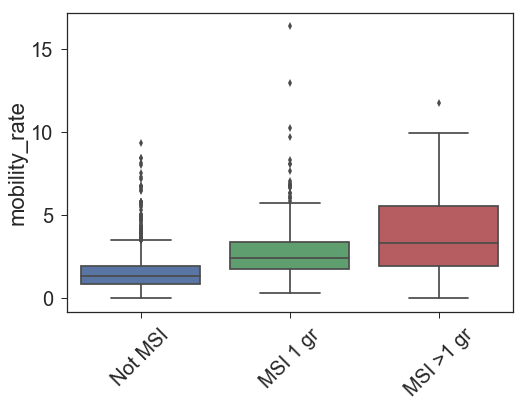 mobility_rate
15
10
5
0
Not MSI
MSI 1 gr
MSI >1 gr